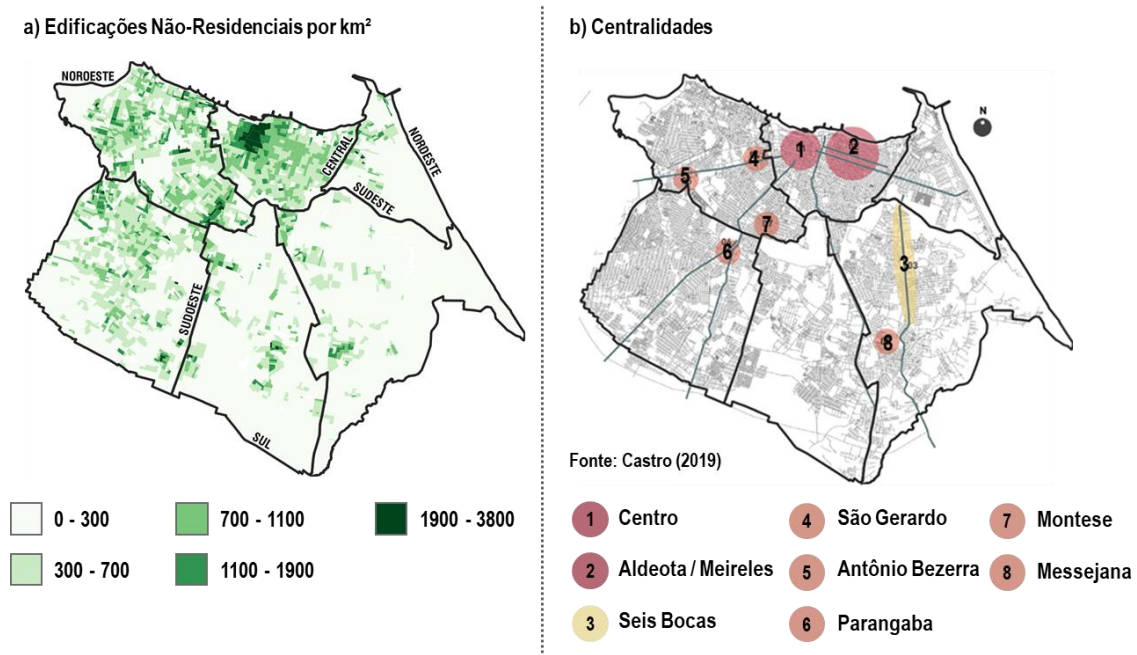 a) Edificações Não-Residenciais por km²
NOROESTE
CENTRAL
NORDESTE
SUDESTE
SUDOESTE
SUL
0 - 300
700 - 1100
1900 - 3800
300 - 700
1100 - 1900
b) Centralidades
N
1
2
4
5
7
6
3
03
8
Fonte: Castro (2019)
1 Centro
4 São Gerardo
7 Montese
2 Aldeota / Meireles
5 Antônio Bezerra
8 Messejana
3 Seis Bocas
6 Parangaba